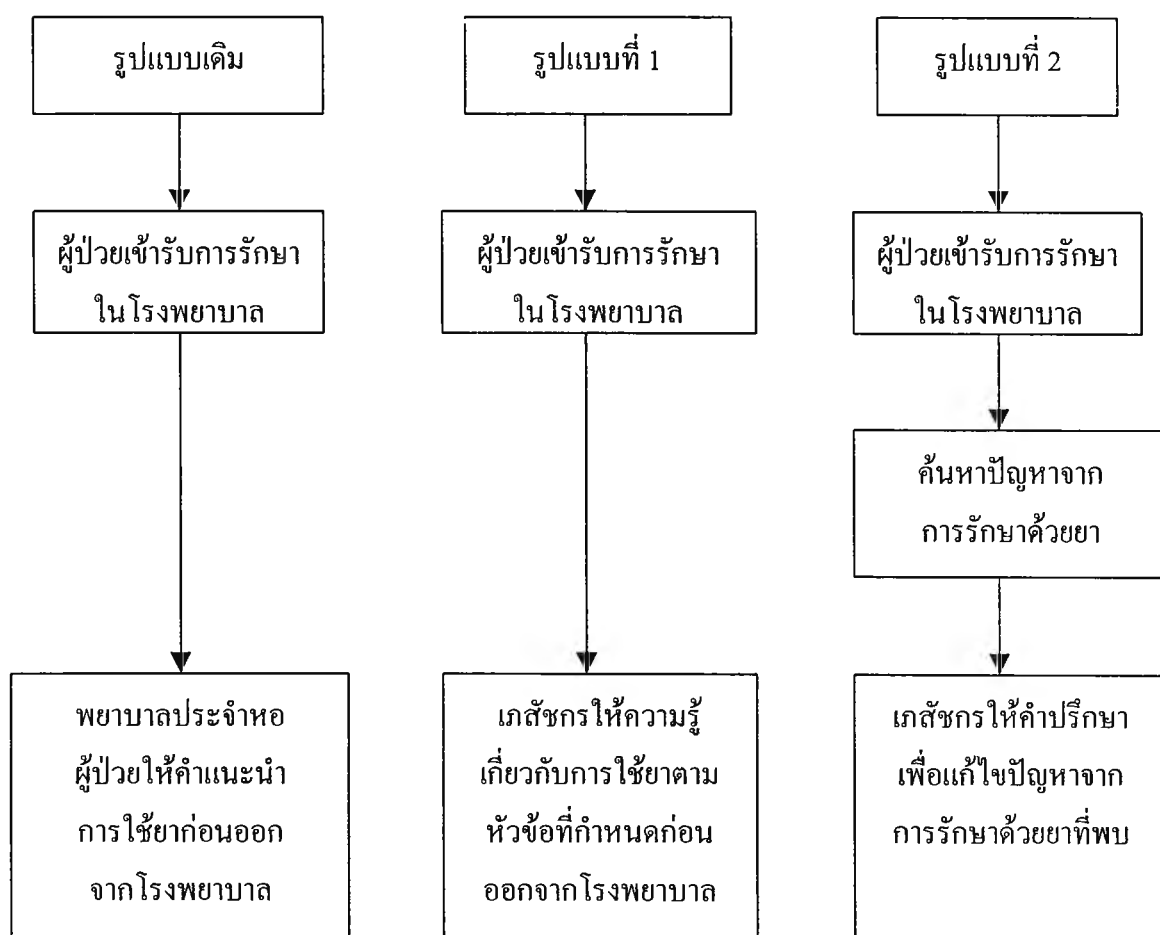 รูปแบบเดิม
ผู้ป่วยเข้ารับการรักษา
ในโรงพยาบาล
พยาบาลประจำหอ
ผู้ป่วยให้คำแนะนำ
การใช้ยาก่อนออก
จากโรงพยาบาล
รูปแบบที่ 1
ผู้ป่วยเข้ารับการรักษา
ในโรงพยาบาล
เภสัชกรให้ความรู้
เกี่ยวกับการใช้ยาตาม
หัวข้อที่กำหนดก่อน
ออกจากโรงพยาบาล
รูปแบบที่ 2
ผู้ป่วยเข้ารับการรักษา
ในโรงพยาบาล
ค้นหาปัญหาจาก
การรักษาด้วยยา
เภสัชกรให้คำปรึกษา
เพื่อแก้ไขปัญหาจาก
การรักษาด้วยยาที่พบ